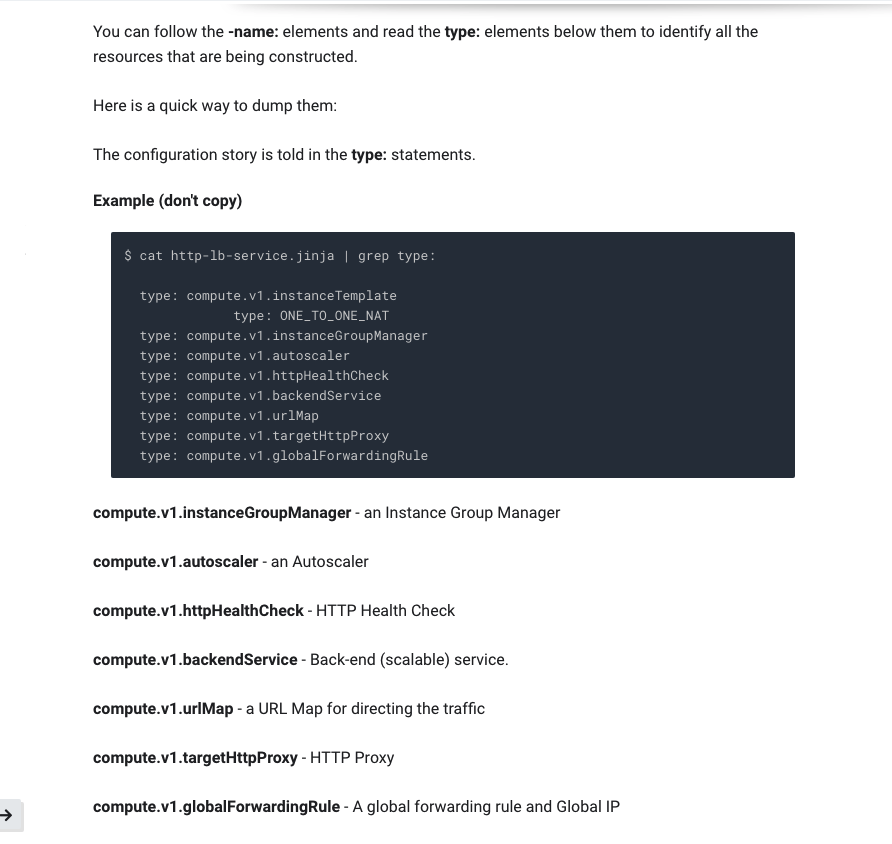 You can follow the -name: elements and read the type: elements below them to identify all the
resources that are being constructed.
Here is a quick way to dump them:
The configuration story is told in the type: statements.
Example (don't copy)
$ cat http-lb-service.jinja | grep type:
type: compute.v1.instanceTemplate
type: ONE_TO_ONE_NAT
type: compute.v1.instanceGroupManager
type: compute.v1.autoscaler
type: compute.v1.httpHealthCheck
type: compute.v1.backendService
type: compute.v1.urlMap
type: compute.v1.targetHttpProxy
type: compute.v1.globalForwardingRule
compute.v1.instanceGroupManager - an Instance Group Manager
compute.v1.autoscaler - an Autoscaler
compute.v1.httpHealthCheck - HTTP Health Check
compute.v1.backendService - Back-end (scalable) service.
compute.v1.urlMap - a URL Map for directing the traffic
compute.v1.targetHttpProxy - HTTP Proxy
compute.v1.globalForwardingRule - A global forwarding rule and Global IP